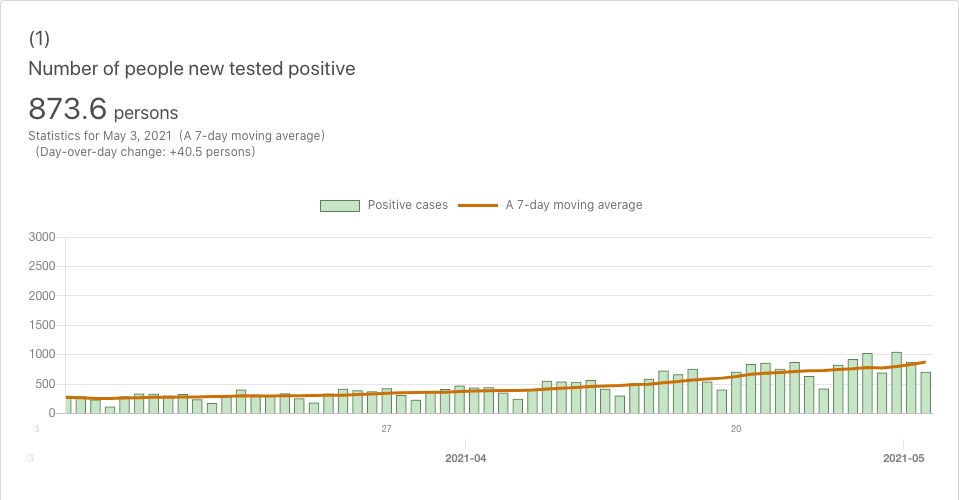 (1)
Number of people new tested positive
873.6 persons
Statistics for May 3, 2021 (A 7-day moving average)
(Day-over-day change: +40.5 persons)
Positive cases A 7-day moving average
3000
2500
2000
1500
1000
500
0
3 27 20
3 2021-04 2021-05